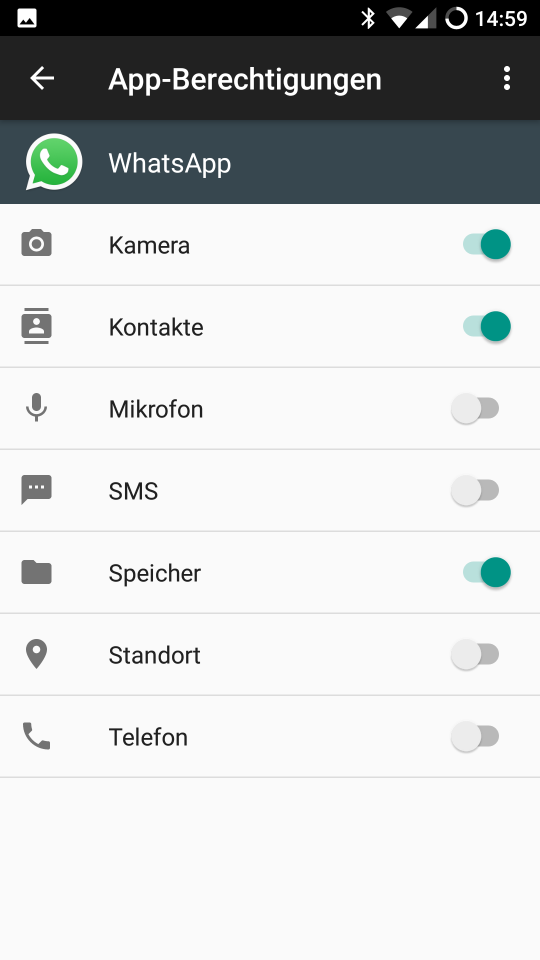 14:59
App-Berechtigungen
WhatsApp
Kamera
Kontakte
Mikrofon
SMS
Speicher
Standort
Telefon